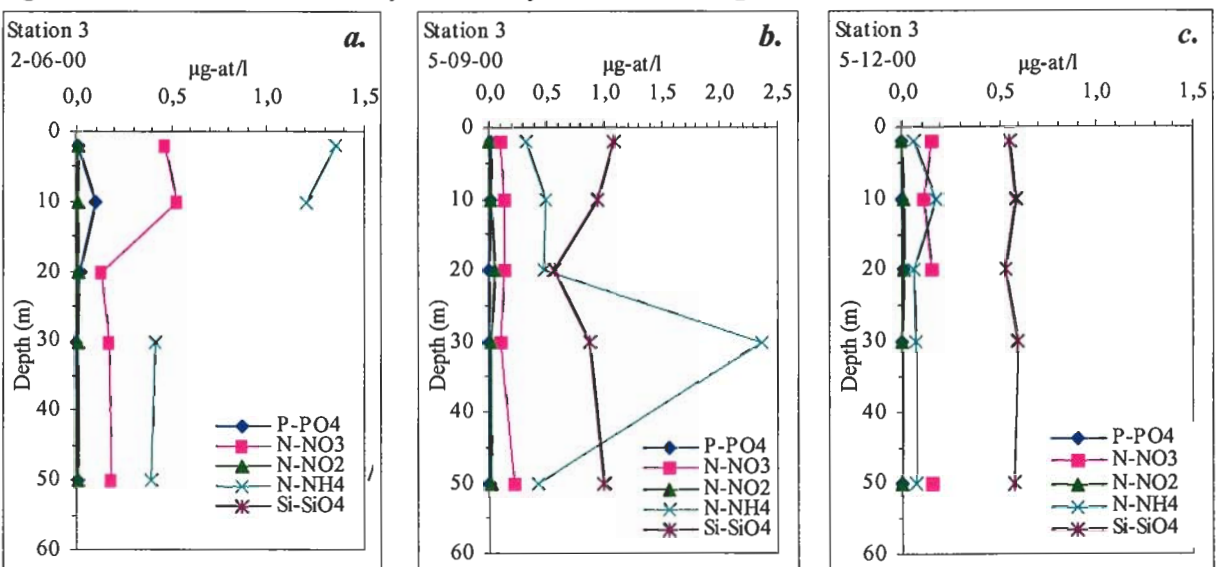 Station 3
2-06-00
a.
µg-at/l
0,0 0,5 1,0 1,5
0
10
20
30
40
50
60
Depth (m)
P-PO4
N-NO3
N-NO2
N-NH4
Si-SiO4
Station 3
5-09-00
b.
µg-at/l
0,0 0,5 1,0 1,5 2,0 2,5
0
10
20
30
40
50
60
Depth (m)
P-PO4
N-NO3
N-NO2
N-NH4
Si-SiO4
Station 3
5-12-00
c.
µg-at/l
0,0 0,5 1,0 1,5
0
10
20
30
40
50
60
Depth (m)
P-PO4
N-NO3
N-NO2
N-NH4
Si-SiO4